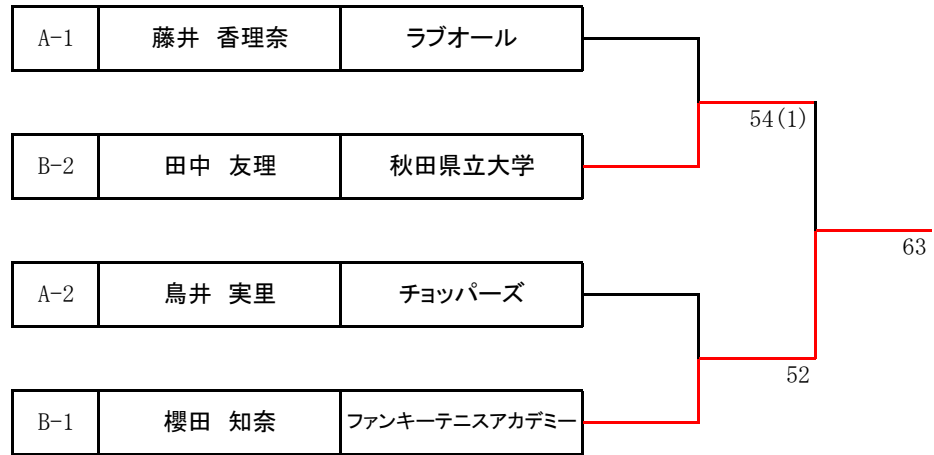 A-1 藤井 香理奈 ラブオール
54(1)
B-2 田中 友理 秋田県立大学
63
A-2 鳥井 実里 チョッパーズ
52
B-1 櫻田 知奈 ファンキーテニスアカデミー